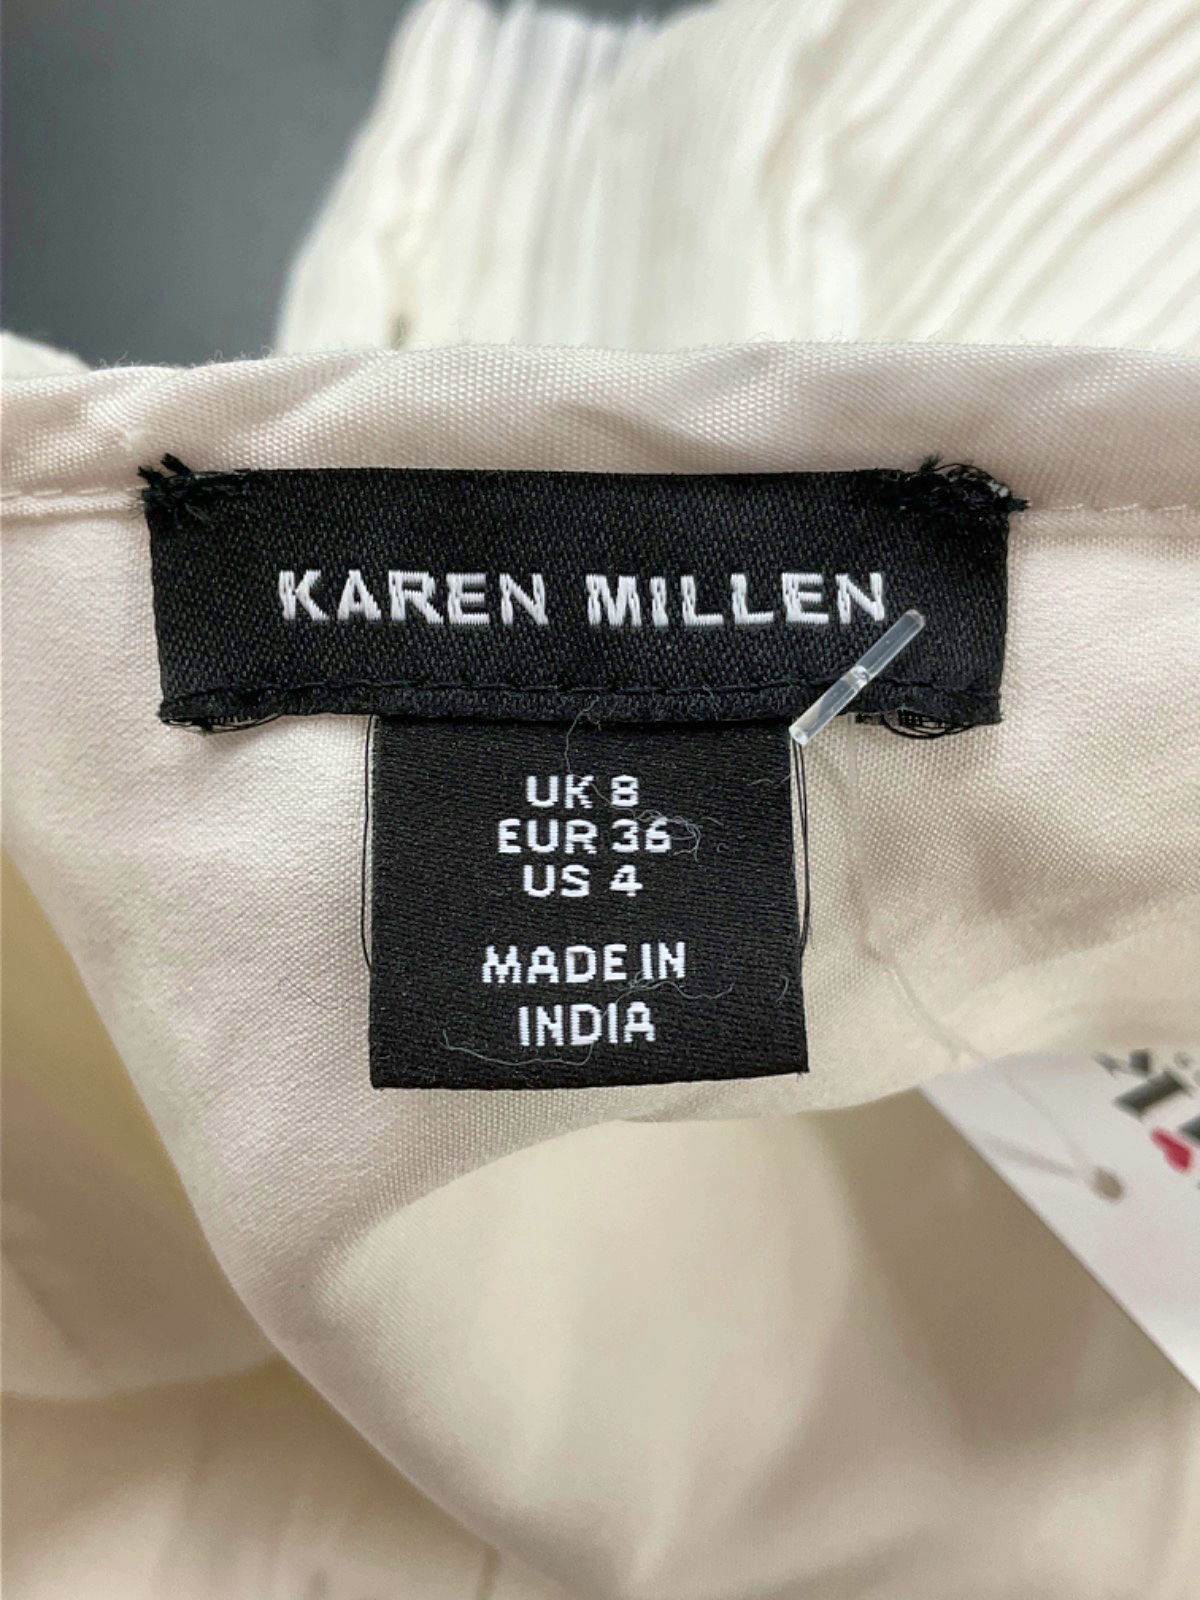 KAREN MILLEN
UK 8
EUR 36
US 4
MADE IN
INDIA